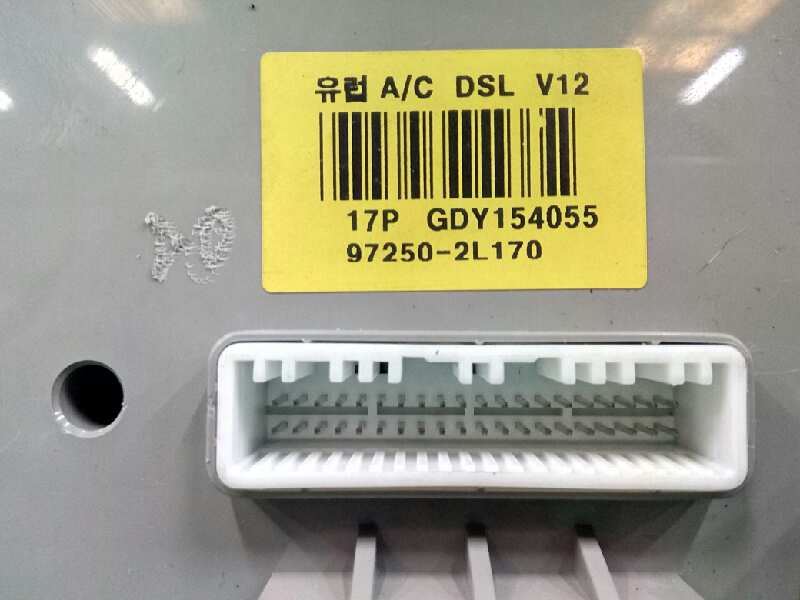 유럽 A/C DSL V12
17P GDY154055
97250-2L170